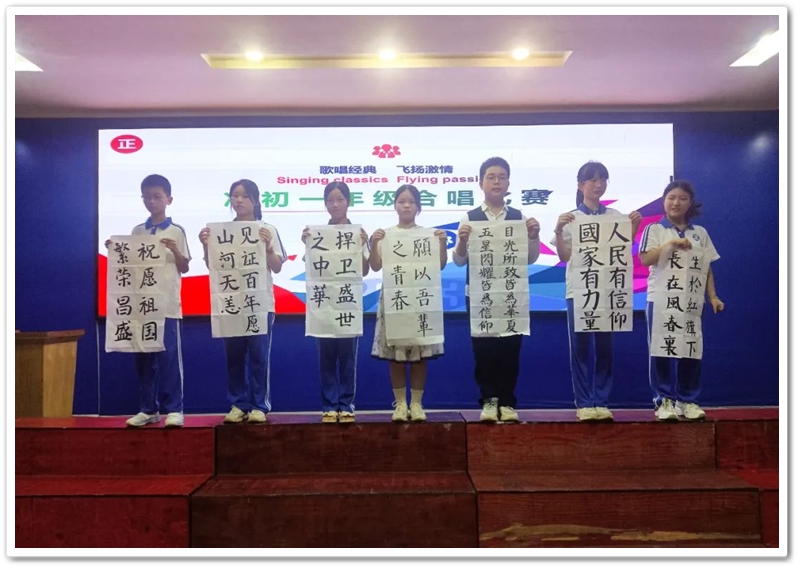 正
歌唱经典 飞扬激情
Singing classics Flying
初一年级合唱比赛
祝愿祖国
繁荣昌盛
见证百年愿
山河无恙
捍卫盛世
之中華
願以吾輩
之青春
目光所致皆為華夏
五星閃耀皆為信仰
人民有信仰
國家有力量
生於红旗下
長在風春裏